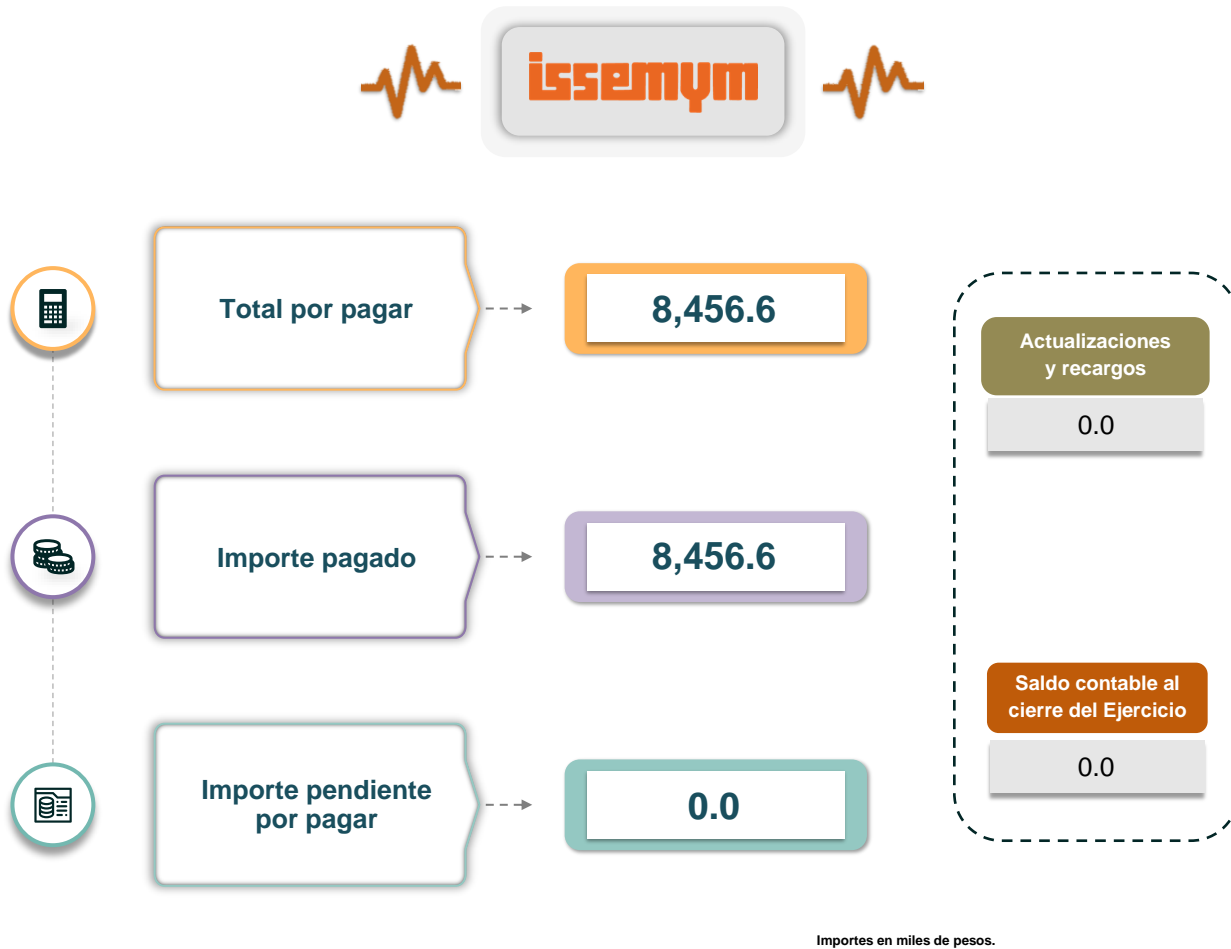 issemym
Total por pagar
8,456.6
Actualizaciones
y recargos
0.0
Importe pagado
8,456.6
Saldo contable al
cierre del Ejercicio
0.0
Importe pendiente
por pagar
0.0
Importes en miles de pesos.